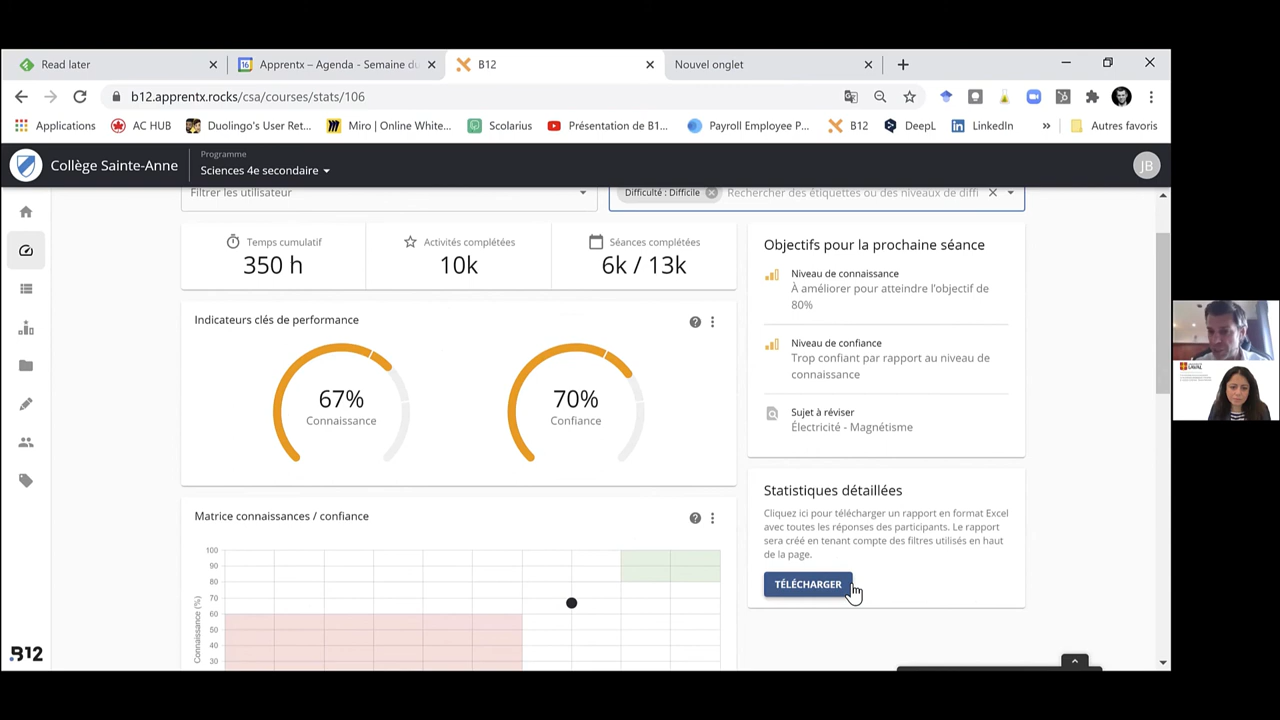 Read later
16
Apprentx – Agenda - Semaine du
B12
Nouvel onglet
b12.apprentx.rocks/csa/courses/stats/106
Applications
AC HUB
Duolingo's User Ret...
Miro | Online White...
Scolarius
Présentation de B1...
Payroll Employee P...
B12
DeepL
LinkedIn
»
Autres favoris
Collège Sainte-Anne
Programme
Sciences 4e secondaire
JB
Filtrer les utilisateur
Difficulté : Difficile
Rechercher des étiquettes ou des niveaux de diffi
Temps cumulatif
350 h
Activités complétées
10k
Séances complétées
6k / 13k
Objectifs pour la prochaine séance
Niveau de connaissance
À améliorer pour atteindre l'objectif de
80%
Niveau de confiance
Trop confiant par rapport au niveau de
connaissance
Sujet à réviser
Électricité - Magnétisme
Indicateurs clés de performance
67%
Connaissance
70%
Confiance
Statistiques détaillées
Cliquez ici pour télécharger un rapport en format Excel
avec toutes les réponses des participants. Le rapport
sera créé en tenant compte des filtres utilisés en haut
de la page.
TÉLÉCHARGER
Matrice connaissances / confiance
100
90
80
70
60
50
40
30
Connaissance (%)
B12
LAVAL